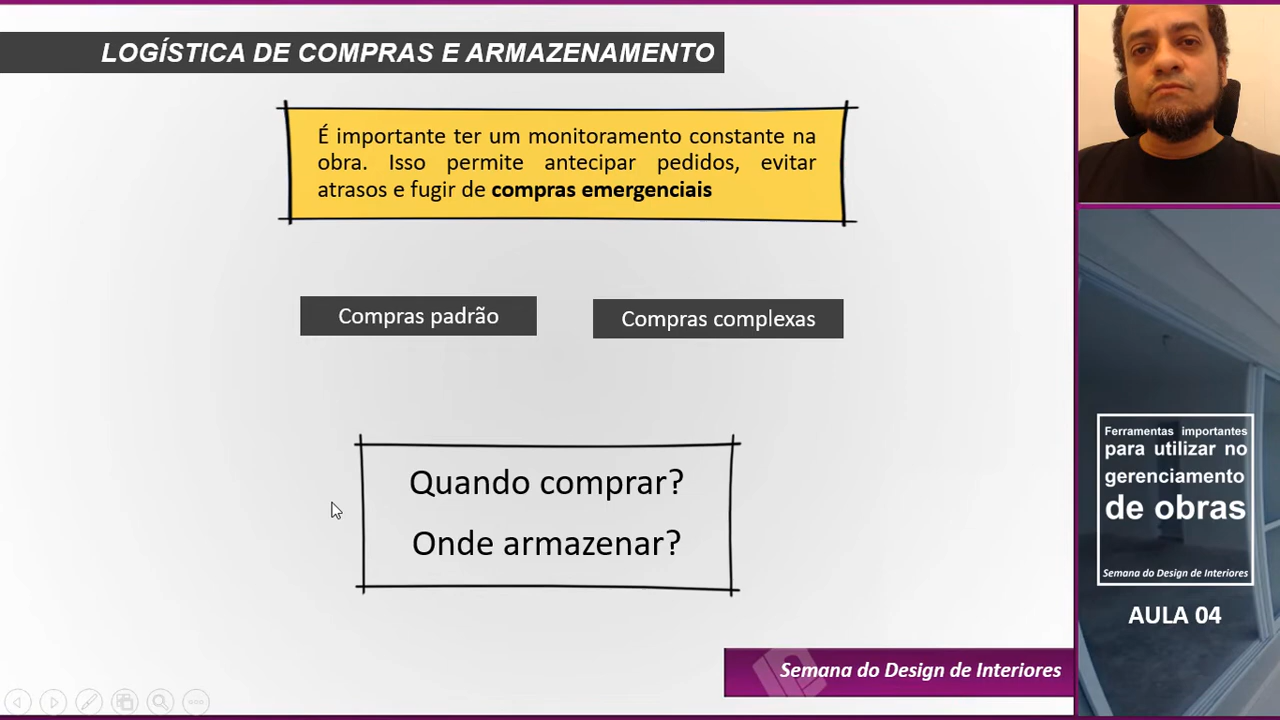 LOGÍSTICA DE COMPRAS E ARMAZENAMENTO
É importante ter um monitoramento constante na
obra. Isso permite antecipar pedidos, evitar
atrasos e fugir de compras emergenciais
Compras padrão
Compras complexas
Quando comprar?
Onde armazenar?
Semana do Design de Interiores
Ferramentas importantes
para utilizar no
gerenciamento
de obras
Semana do Design de Interiores
AULA 04